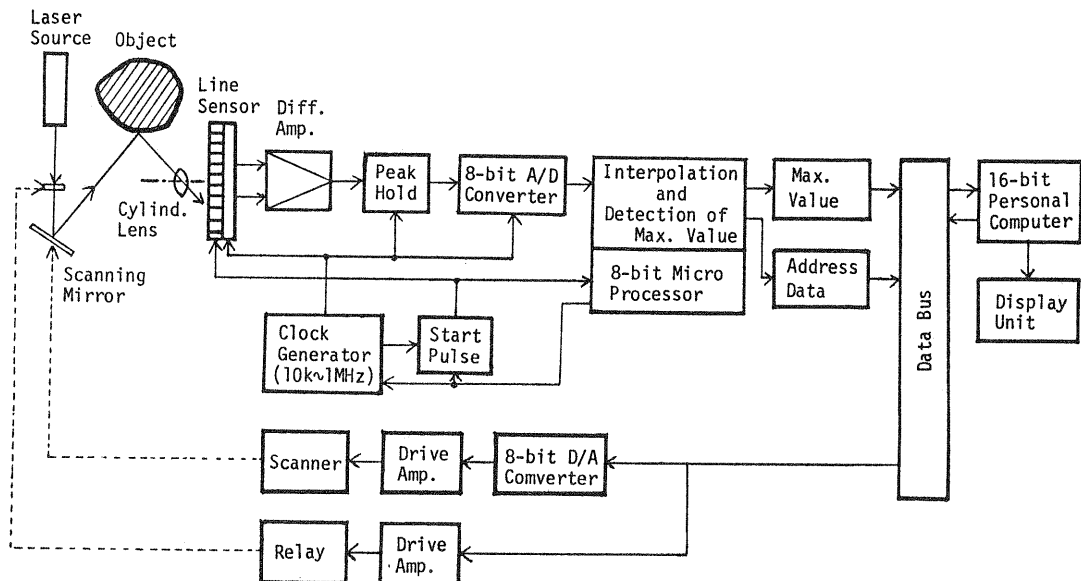 Laser
Source
Object
Line
Sensor
Diff.
Amp.
Cylind.
Lens
Scanning
Mirror
Peak
Hold
8-bit A/D
Converter
Interpolation
and
Detection of
Max. Value
8-bit Micro
Processor
Max.
Value
Address
Data
Data Bus
16-bit
Personal
Computer
Display
Unit
Clock
Generator
(10k~1MHz)
Start
Pulse
Scanner
Drive
Amp.
8-bit D/A
Comverter
Relay
Drive
Amp.